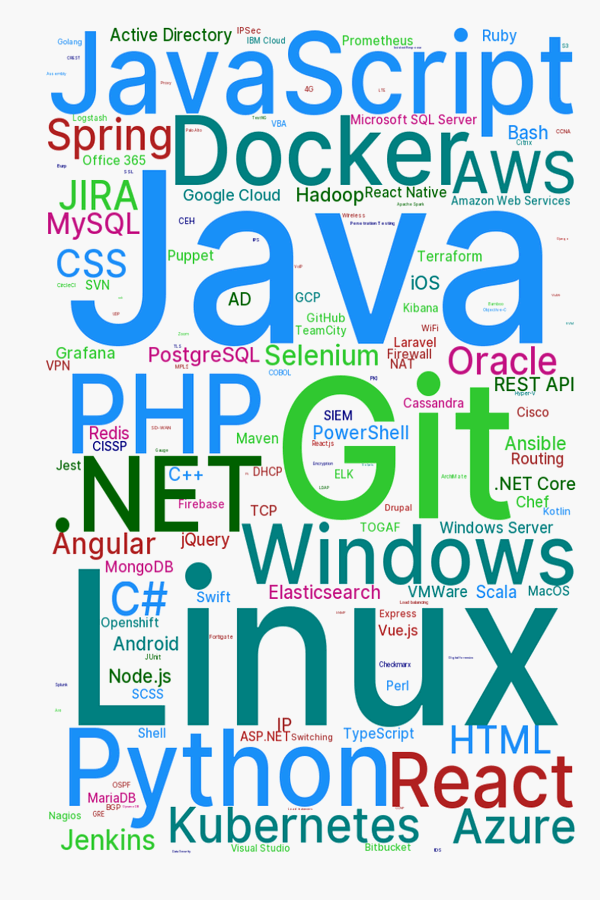 Active Directory
IPSec
Golang
IBM Cloud
Prometheus
Ruby
JavaScript
4G
Logstash
VBA
Microsoft SQL Server
Spring
Docker
Bash
CCNA
Citrix
Office 365
AWS
JIRA
Google Cloud
Hadoop
React Native
Amazon Web Services
Apache Spark
MySQL
CEH
Wireless
Penetration Testing
Java
CSS
Puppet
Terraform
iOS
CircleCI
SVN
AD
GCP
Kibana
GitHub
TeamCity
WiFi
Laravel
Grafana
PostgreSQL
Selenium
Firewall
Oracle
VPN
MPLS
COBOL
NAT
REST API
Hyper-V
PHP
Git
SIEM
Cassandra
Cisco
Redis
PowerShell
CISSP
Maven
React.js
Ansible
Jest
Routing
C++
DHCP
ELK
.NET
.NET Core
Firebase
TCP
Drupal
Chef
Kotlin
TOGAF
Windows Server
Angular
jQuery
Windows
MongoDB
C#
Swift
Elasticsearch
VMWare
Scala
MacOS
Load balancing
Linux
Openshift
Express
Vue.js
Android
Fortigate
JUnit
Checkmarx
Node.js
Perl
SCSS
IP
Shell
ASP.NET
Switching
TypeScript
HTML
Python
React
OSPF
MariaDB
BGP
Nagios
GRE
Kubernetes
Azure
Jenkins
Visual Studio
Bitbucket
IDS